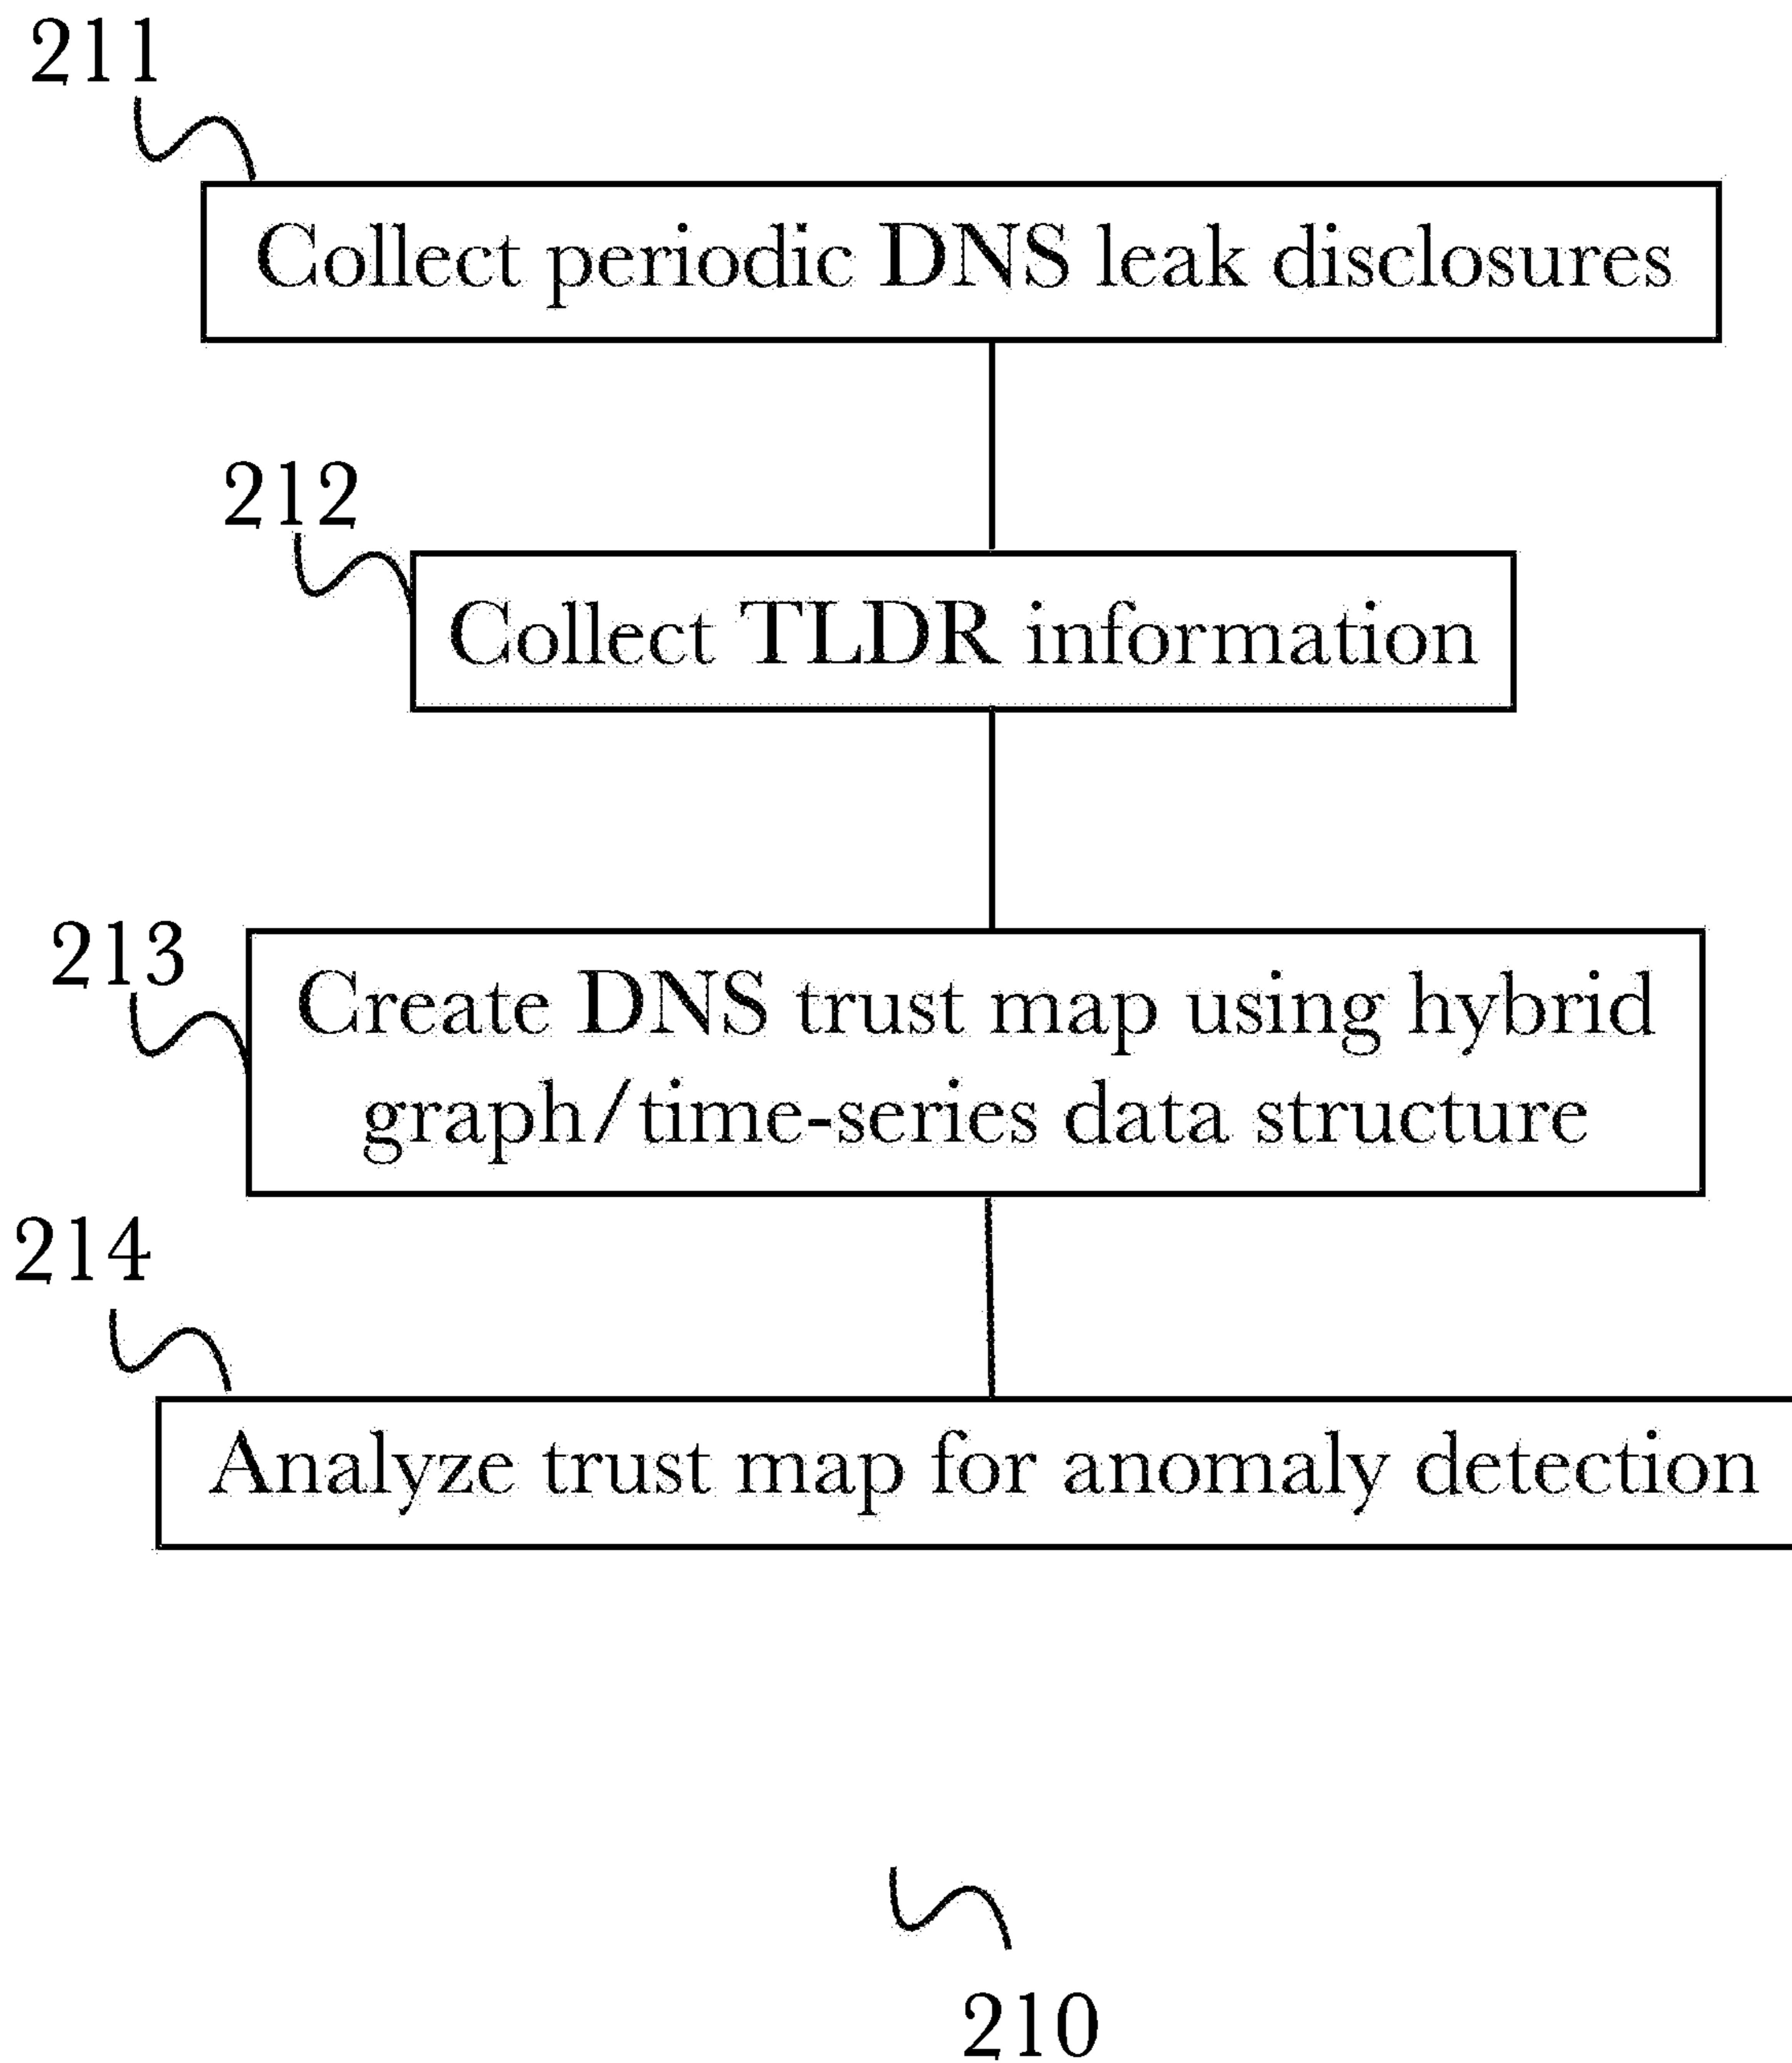 211
Collect periodic DNS leak disclosures
212
Collect TLDR information
213
Create DNS trust map using hybrid
graph/time-series data structure
214
Analyze trust map for anomaly detection
210